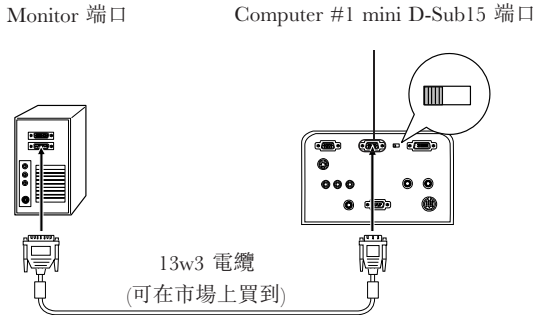 Monitor 端口
Computer #1 mini D-Sub15 端口
13w3 電纜
(可在市場上買到)